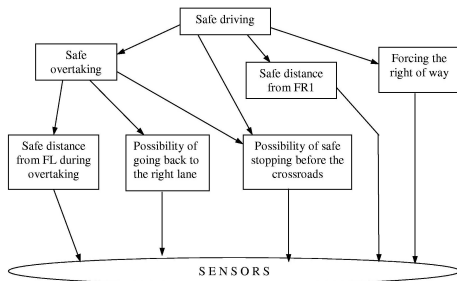 Safe driving
Safe
overtaking
Safe distance
from FR1
Forcing the
right of way
Safe distance
from FL during
overtaking
Possibility of
going back to
the right lane
Possibility of safe
stopping before the
crossroads
SENSORS